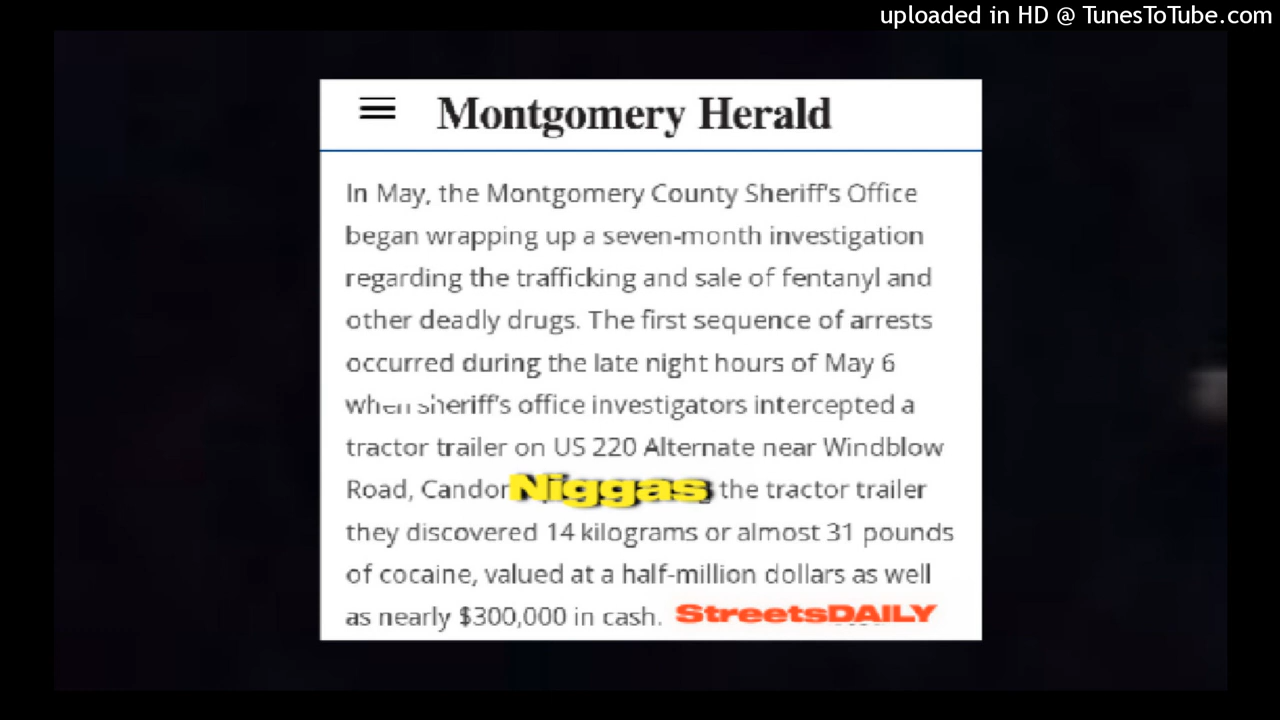 uploaded in HD @ TunesToTube.com
Montgomery Herald
In May, the Montgomery County Sheriff's Office
began wrapping up a seven-month investigation
regarding the trafficking and sale of fentanyl and
other deadly drugs. The first sequence of arrests
occurred during the late night hours of May 6
when sheriff's office investigators intercepted a
tractor trailer on US 220 Alternate near Windblow
Road, Candor Niggas the tractor trailer
they discovered 14 kilograms or almost 31 pounds
of cocaine, valued at a half-million dollars as well
as nearly $300,000 in cash. StreetsDAILY